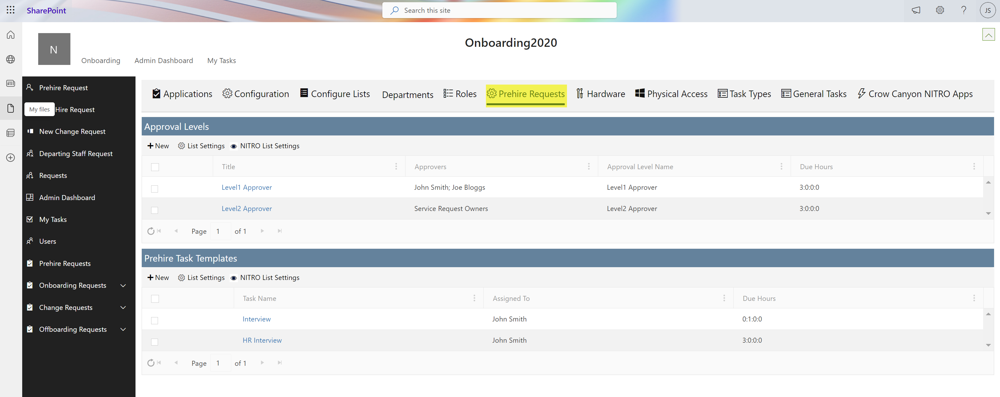 SharePoint
Search this site
JS
N
Onboarding2020
Onboarding Admin Dashboard My Tasks
Prehire Request
My files
Hire Request
New Change Request
Departing Staff Request
Requests
Admin Dashboard
My Tasks
Users
Prehire Requests
Onboarding Requests
Change Requests
Offboarding Requests
Applications Configuration Configure Lists Departments Roles Prehire Requests Hardware Physical Access Task Types General Tasks Crow Canyon NITRO Apps
Approval Levels
New List Settings NITRO List Settings
Title Approvers Approval Level Name Due Hours
Level1 Approver John Smith; Joe Bloggs Level1 Approver 3:0:0:0
Level2 Approver Service Request Owners Level2 Approver 3:0:0:0
Page 1 of 1
Prehire Task Templates
New List Settings NITRO List Settings
Task Name Assigned To Due Hours
Interview John Smith 0:1:0:0
HR Interview John Smith 3:0:0:0
Page 1 of 1